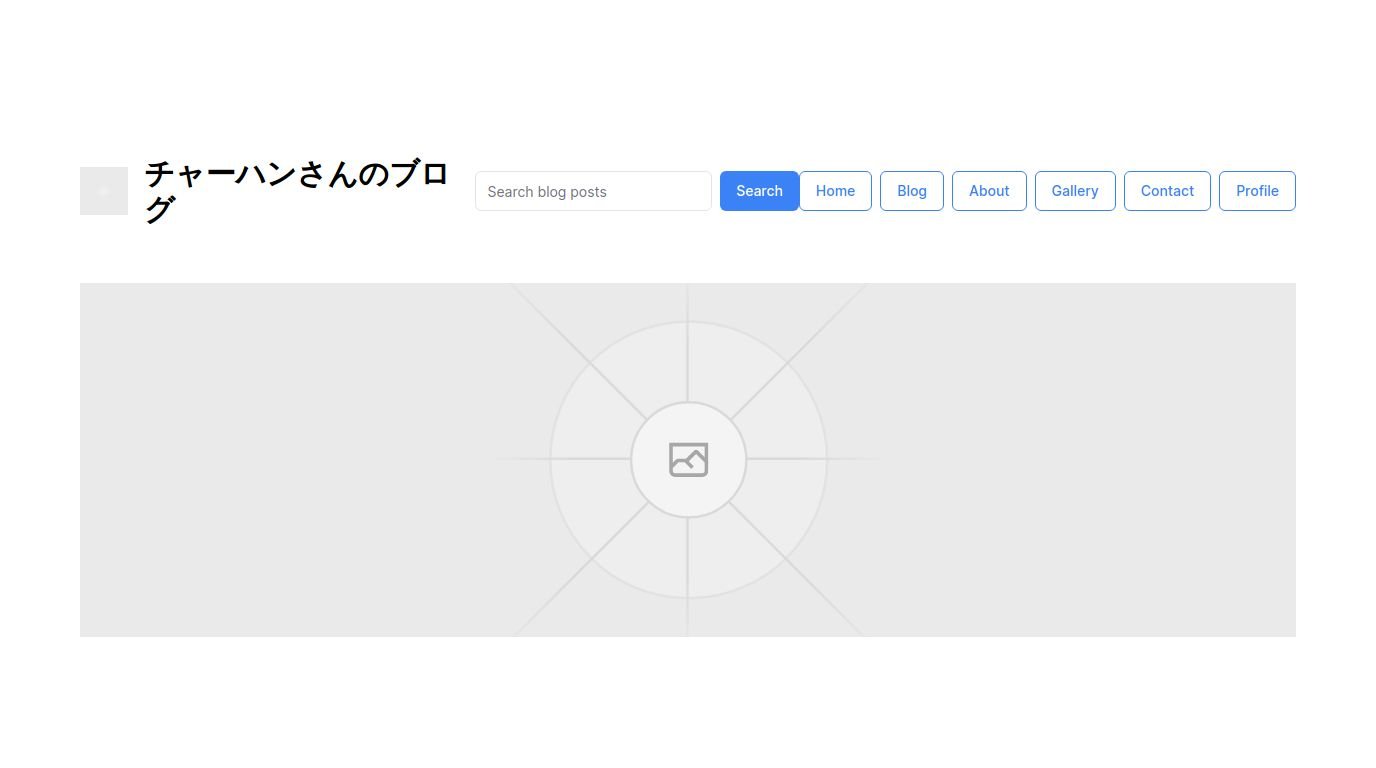 チャーハンさんのブロ
グ
Search blog posts
Search
Home
Blog
About
Gallery
Contact
Profile